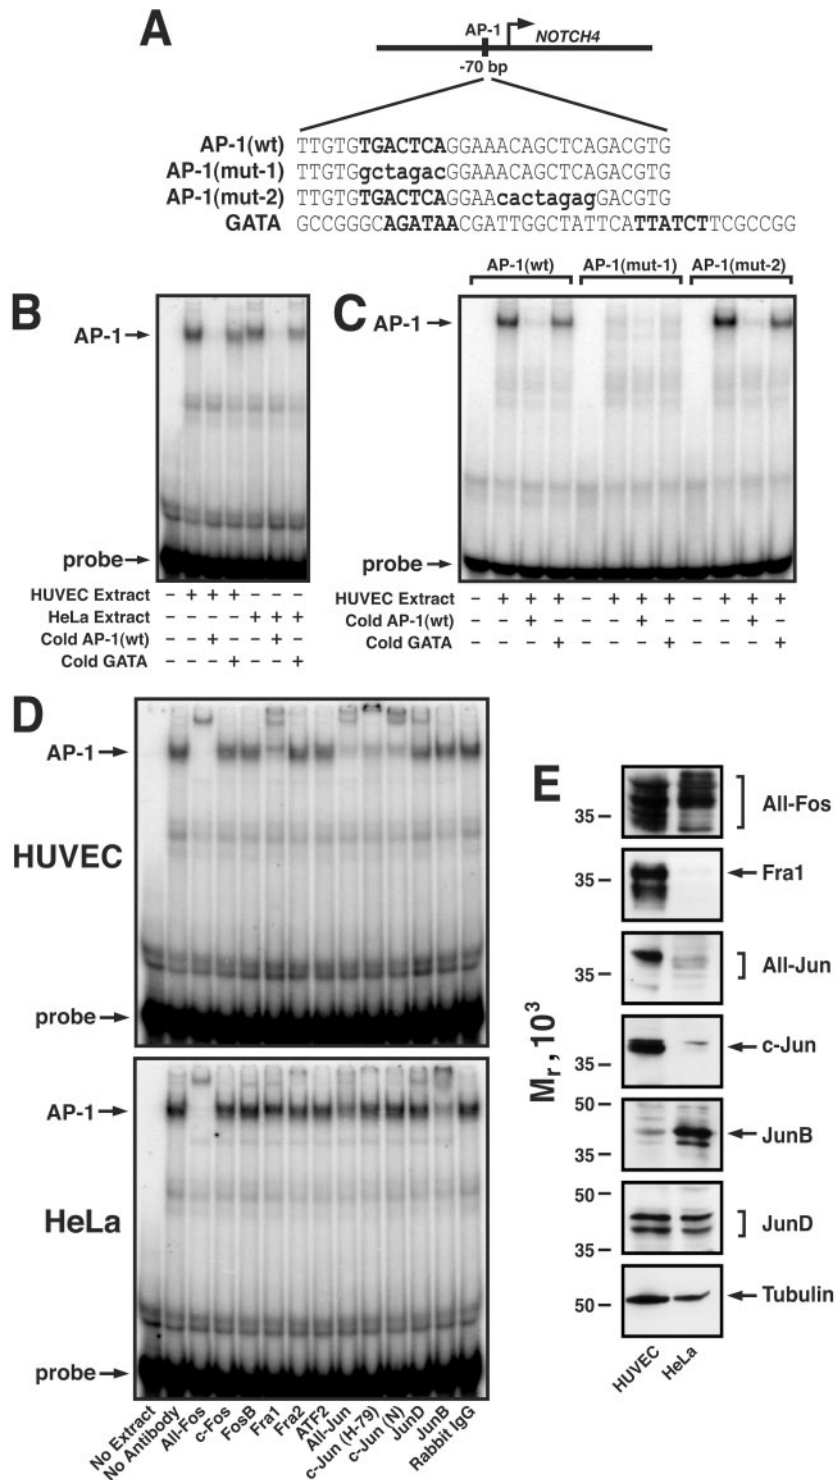 A
AP-1
NOTCH4
-70 bp
AP-1(wt) TTGTGTGACTCAGGAAACAGCTCAGACGTG
AP-1(mut-1) TTGTGgctagacGGAAACAGCTCAGACGTG
AP-1(mut-2) TTGTGTGACTCAGGAAcactagagGACGTG
GATA GCCGGGCAGATAACGATTGGCTATTCATTATCTTCGCCGG
B
AP-1
probe
HUVEC Extract - + + + - - -
HeLa Extract - - - - + + +
Cold AP-1(wt) - - + - - + -
Cold GATA - - - + - - +
C
AP-1(wt) AP-1(mut-1) AP-1(mut-2)
AP-1
probe
HUVEC Extract - + + + - + + + - + + +
Cold AP-1(wt) - - + - - - + - - - + -
Cold GATA - - - + - - - + - - - +
D
AP-1
HUVEC
probe
AP-1
HeLa
probe
No Extract
No Antibody
All-Fos
c-Fos
FosB
Fra1
Fra2
ATF2
All-Jun
c-Jun (H-79)
c-Jun (N)
JunD
JunB
Rabbit IgG
E
Mr, 10³
35 All-Fos
35 Fra1
35 All-Jun
35 c-Jun
50
35 JunB
50
35 JunD
50 Tubulin
HUVEC
HeLa